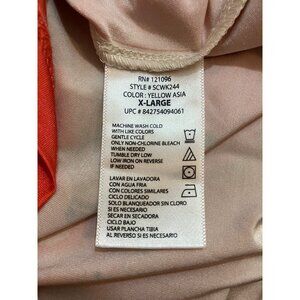 RN# 121096
STYLE # SCWK244
COLOR : YELLOW ASIA
X-LARGE
UPC # 842754094061
MACHINE WASH COLD
WITH LIKE COLORS
GENTLE CYCLE
ONLY NON-CHLORINE BLEACH
WHEN NEEDED
TUMBLE DRY LOW
LOW IRON ON REVERSE
IF NEEDED
LAVAR EN LAVADORA
CON AGUA FRIA
CON COLORES SIMILARES
CICLO DELICADO
SOLO BLANQUEADOR SIN CLORO
SI ES NECESARIO
SECAR EN SECADORA
CICLO BAJO
USAR PLANCHA TIBIA
AL REVERSO SI ES NECESARIO